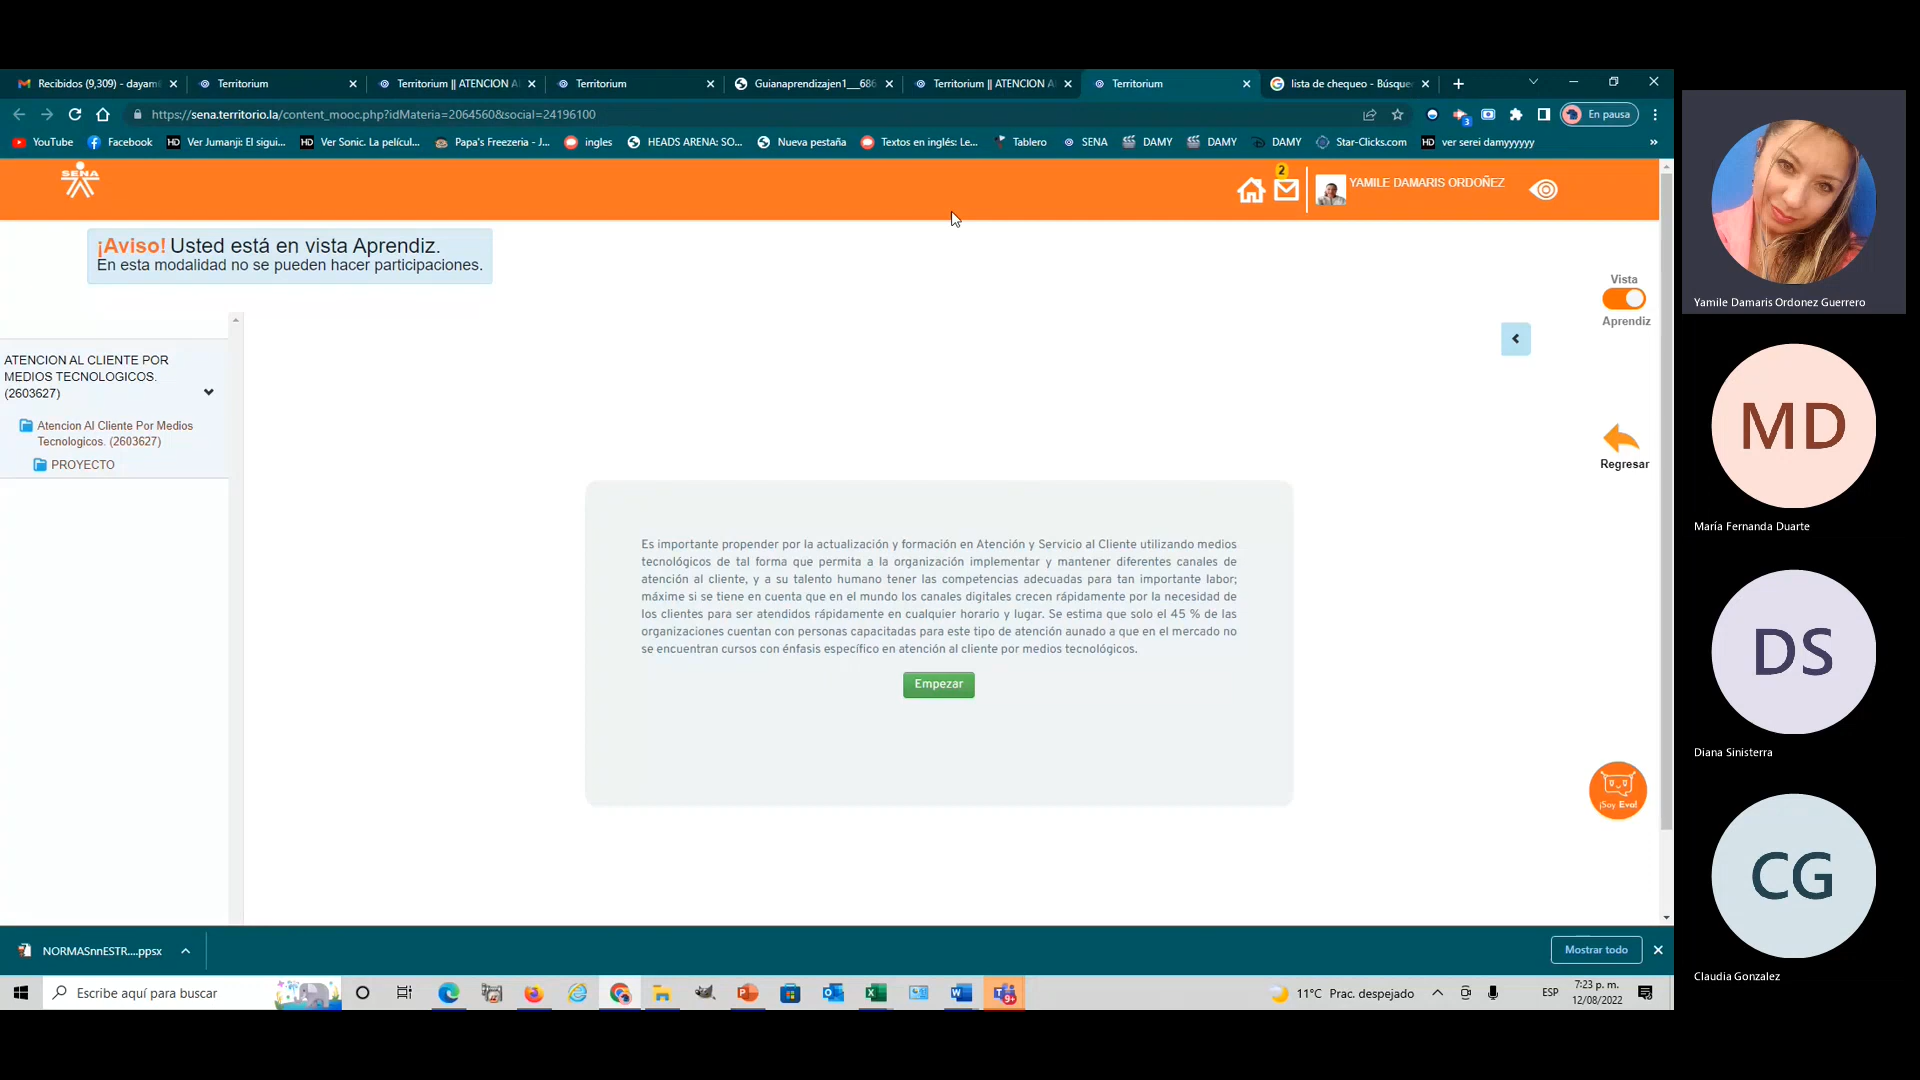 Recibidos (9,309) - dayam
Territorium
Territorium || ATENCION A
Territorium
Guianaprendizajen1___686
Territorium || ATENCION A
Territorium
lista de chequeo - Búsque
https://sena.territorio.la/content_mooc.php?idMateria=2064560&social=24196100
3
En pausa
YouTube
Facebook
HD Ver Jumanji: El sigui...
HD Ver Sonic. La pelícu...
Papa's Freezeria - J...
ingles
HEADS ARENA: SO...
Nueva pestaña
Textos en inglés: Le...
Tablero
SENA
DAMY
DAMY
DAMY
Star-Clicks.com
HD ver serei damyyyyyy
»
SENA
2
YAMILE DAMARIS ORDOÑEZ
¡Aviso! Usted está en vista Aprendiz.
En esta modalidad no se pueden hacer participaciones.
Vista
Aprendiz
ATENCION AL CLIENTE POR
MEDIOS TECNOLOGICOS.
(2603627)
Atencion Al Cliente Por Medios
Tecnologicos. (2603627)
PROYECTO
Regresar
Es importante propender por la actualización y formación en Atención y Servicio al Cliente utilizando medios
tecnológicos de tal forma que permita a la organización implementar y mantener diferentes canales de
atención al cliente, y a su talento humano tener las competencias adecuadas para tan importante labor;
máxime si se tiene en cuenta que en el mundo los canales digitales crecen rápidamente por la necesidad de
los clientes para ser atendidos rápidamente en cualquier horario y lugar. Se estima que solo el 45 % de las
organizaciones cuentan con personas capacitadas para este tipo de atención aunado a que en el mercado no
se encuentran cursos con énfasis específico en atención al cliente por medios tecnológicos.
Empezar
¡Soy Eva!
NORMASnnESTR....ppsx
Mostrar todo
Escribe aquí para buscar
9+
11°C Prac. despejado
ESP
7:23 p. m.
12/08/2022
Yamile Damaris Ordonez Guerrero
MD
María Fernanda Duarte
DS
Diana Sinisterra
CG
Claudia Gonzalez